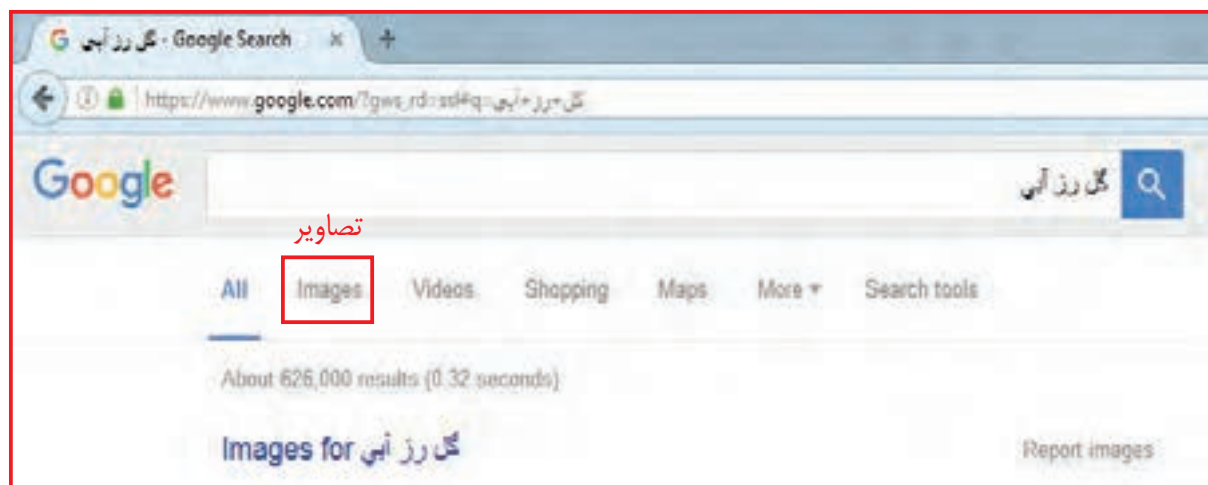 گل رز آبی - Google Search
https://www.google.com/?gws_rd=ssl#q=گل+رز+آبی
Google
گل رز آبی
تصاویر
All Images Videos Shopping Maps More Search tools
About 626,000 results (0.32 seconds)
Images for گل رز آبی
Report images